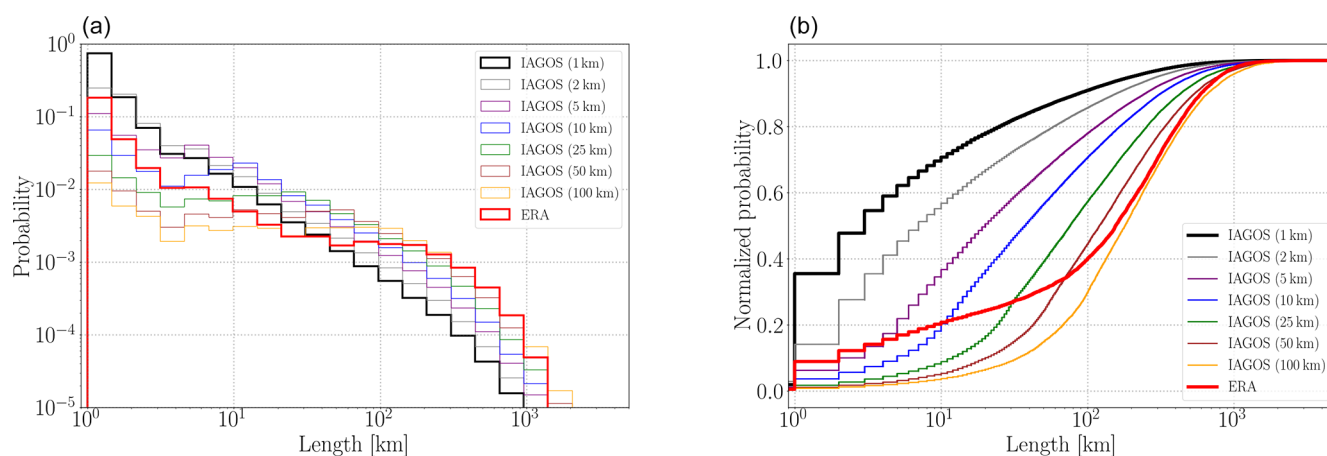 (a)
10^0
10^-1
10^-2
10^-3
10^-4
10^-5
Probability
10^0 10^1 10^2 10^3
Length [km]
IAGOS (1 km)
IAGOS (2 km)
IAGOS (5 km)
IAGOS (10 km)
IAGOS (25 km)
IAGOS (50 km)
IAGOS (100 km)
ERA
(b)
1.0
0.8
0.6
0.4
0.2
0.0
Normalized probability
10^0 10^1 10^2 10^3
Length [km]
IAGOS (1 km)
IAGOS (2 km)
IAGOS (5 km)
IAGOS (10 km)
IAGOS (25 km)
IAGOS (50 km)
IAGOS (100 km)
ERA